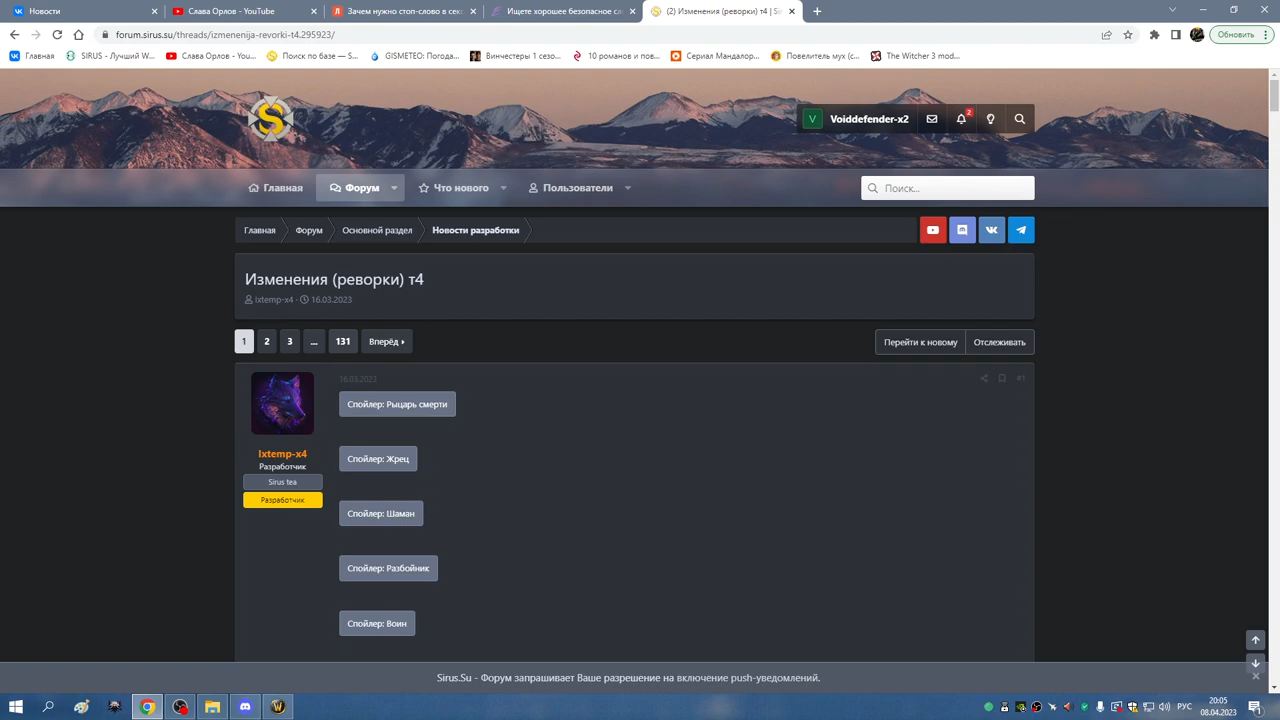 Новости
Слава Орлов - YouTube
Зачем нужно стоп-слово в сек
Ищете хорошее безопасное сл
(2) Изменения (реворки) т4 | Si
forum.sirus.su/threads/izmenenija-revorki-t4.295923/
Обновить
Главная
SIRUS - Лучший W...
Слава Орлов - You...
Поиск по базе — S...
GISMETEO: Погода...
Винчестеры 1 сезо...
10 романов и пов...
Сериал Мандалор...
Повелитель мух (с...
The Witcher 3 mod...
S
V
Voiddefender-x2
2
Главная
Форум
Что нового
Пользователи
Поиск...
Главная
Форум
Основной раздел
Новости разработки
Изменения (реворки) т4
Ixtemp-x4
16.03.2023
1
2
3
...
131
Вперёд
Перейти к новому
Отслеживать
16.03.2023
#1
Спойлер: Рыцарь смерти
Спойлер: Жрец
Ixtemp-x4
Разработчик
Sirus tea
Разработчик
Спойлер: Шаман
Спойлер: Разбойник
Спойлер: Воин
Sirus.Su - Форум запрашивает Ваше разрешение на включение push-уведомлений.
РУС
20:05
08.04.2023
1